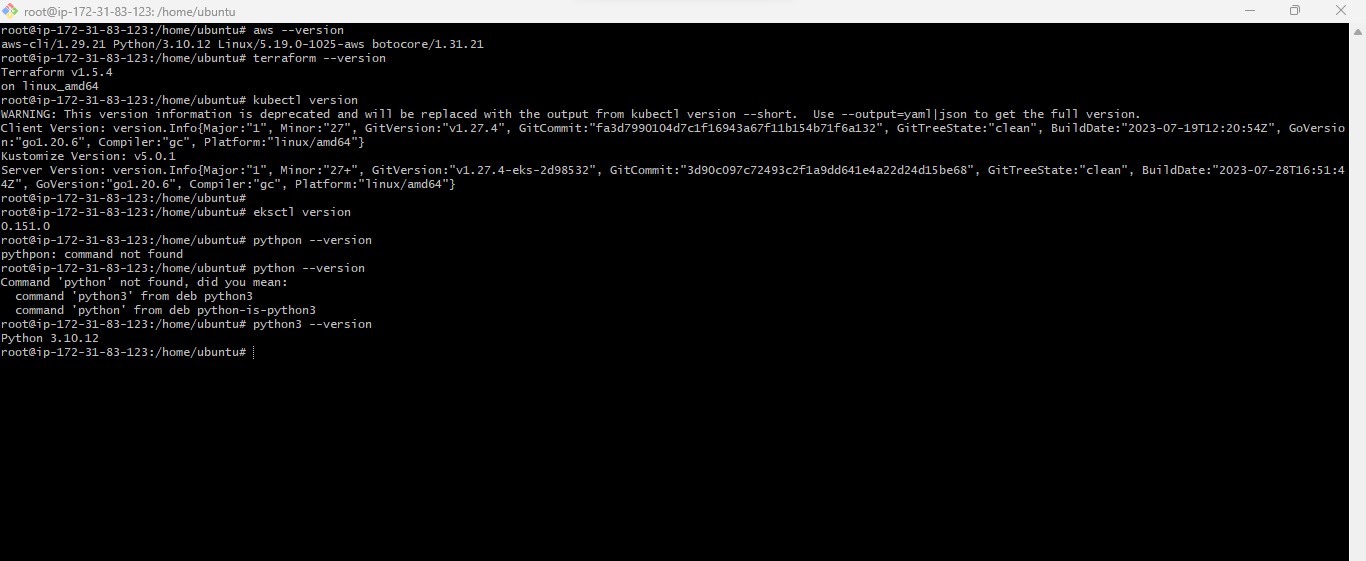 root@ip-172-31-83-123: /home/ubuntu
root@ip-172-31-83-123:/home/ubuntu# aws --version
aws-cli/1.29.21 Python/3.10.12 Linux/5.19.0-1025-aws botocore/1.31.21
root@ip-172-31-83-123:/home/ubuntu# terraform --version
Terraform v1.5.4
on linux_amd64
root@ip-172-31-83-123:/home/ubuntu# kubectl version
WARNING: This version information is deprecated and will be replaced with the output from kubectl version --short.  Use --output=yaml|json to get the full version.
Client Version: version.Info{Major:"1", Minor:"27", GitVersion:"v1.27.4", GitCommit:"fa3d7990104d7c1f16943a67f11b154b71f6a132", GitTreeState:"clean", BuildDate:"2023-07-19T12:20:54Z", GoVersio
n:"go1.20.6", Compiler:"gc", Platform:"linux/amd64"}
Kustomize Version: v5.0.1
Server Version: version.Info{Major:"1", Minor:"27+", GitVersion:"v1.27.4-eks-2d98532", GitCommit:"3d90c097c72493c2f1a9dd641e4a22d24d15be68", GitTreeState:"clean", BuildDate:"2023-07-28T16:51:4
4Z", GoVersion:"go1.20.6", Compiler:"gc", Platform:"linux/amd64"}
root@ip-172-31-83-123:/home/ubuntu#
root@ip-172-31-83-123:/home/ubuntu# eksctl version
0.151.0
root@ip-172-31-83-123:/home/ubuntu# pythpon --version
pythpon: command not found
root@ip-172-31-83-123:/home/ubuntu# python --version
Command 'python' not found, did you mean:
  command 'python3' from deb python3
  command 'python' from deb python-is-python3
root@ip-172-31-83-123:/home/ubuntu# python3 --version
Python 3.10.12
root@ip-172-31-83-123:/home/ubuntu#